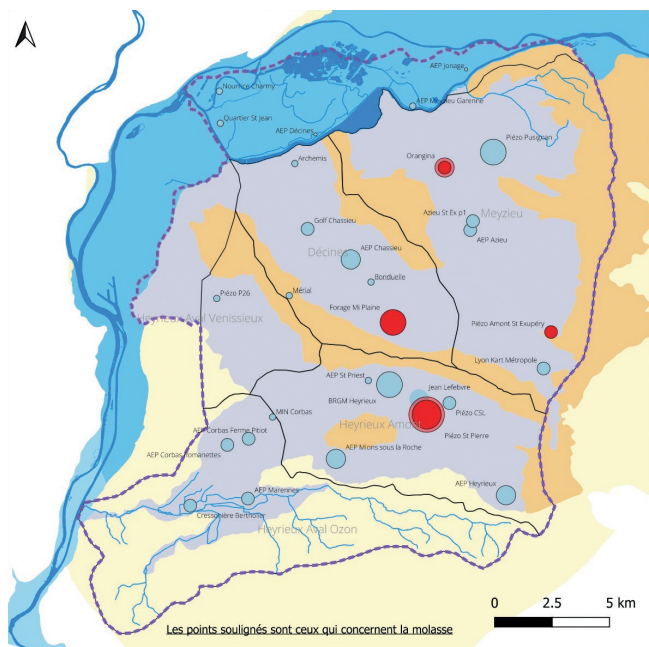 AEP Jonage
Nourrice Charmy
AEP Meyzieu Garenne
Quartier St Jean
AEP Décines
Archemis
Orangina
Piézo Pusignan
Azieu St Ex p1
Meyzieu
Golf Chassieu
AEP Azieu
Décines
AEP Chassieu
Bonduelle
Piézo P26
Mérial
Forage Mi Plaine
Heyrieux Aval Venissieux
Piézo Amont St Exupéry
Lyon Kart Métropole
AEP St Priest
BRGM Heyrieux
Jean Lefebvre
MIN Corbas
Piézo CSL
Heyrieux Amont
AEP Corbas Ferme Pitiot
Piézo St Pierre
AEP Corbas Romanettes
AEP Mions sous la Roche
AEP Heyrieux
AEP Marennes
Cressonière Bertholet
Heyrieux Aval Ozon
0 2.5 5 km
Les points soulignés sont ceux qui concernent la molasse